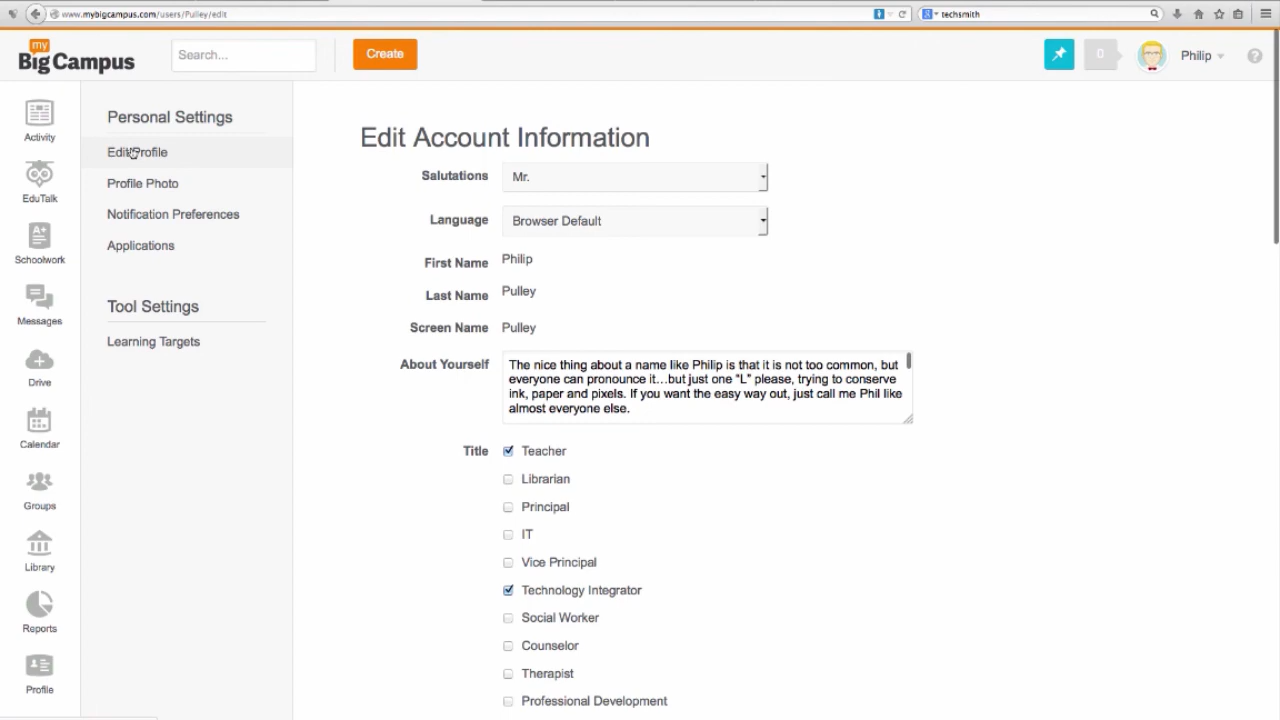 www.mybigcampus.com/users/Pulley/edit
techsmith
my
Big Campus
Search...
Create
0
Philip
?
Activity
EduTalk
A+
Schoolwork
Messages
Drive
Calendar
Groups
Library
Reports
Profile
Personal Settings
Edit Profile
Profile Photo
Notification Preferences
Applications
Tool Settings
Learning Targets
Edit Account Information
Salutations Mr.
Language Browser Default
First Name Philip
Last Name Pulley
Screen Name Pulley
About Yourself
The nice thing about a name like Philip is that it is not too common, but
everyone can pronounce it...but just one "L" please, trying to conserve
ink, paper and pixels. If you want the easy way out, just call me Phil like
almost everyone else.
Title
Teacher
Librarian
Principal
IT
Vice Principal
Technology Integrator
Social Worker
Counselor
Therapist
Professional Development